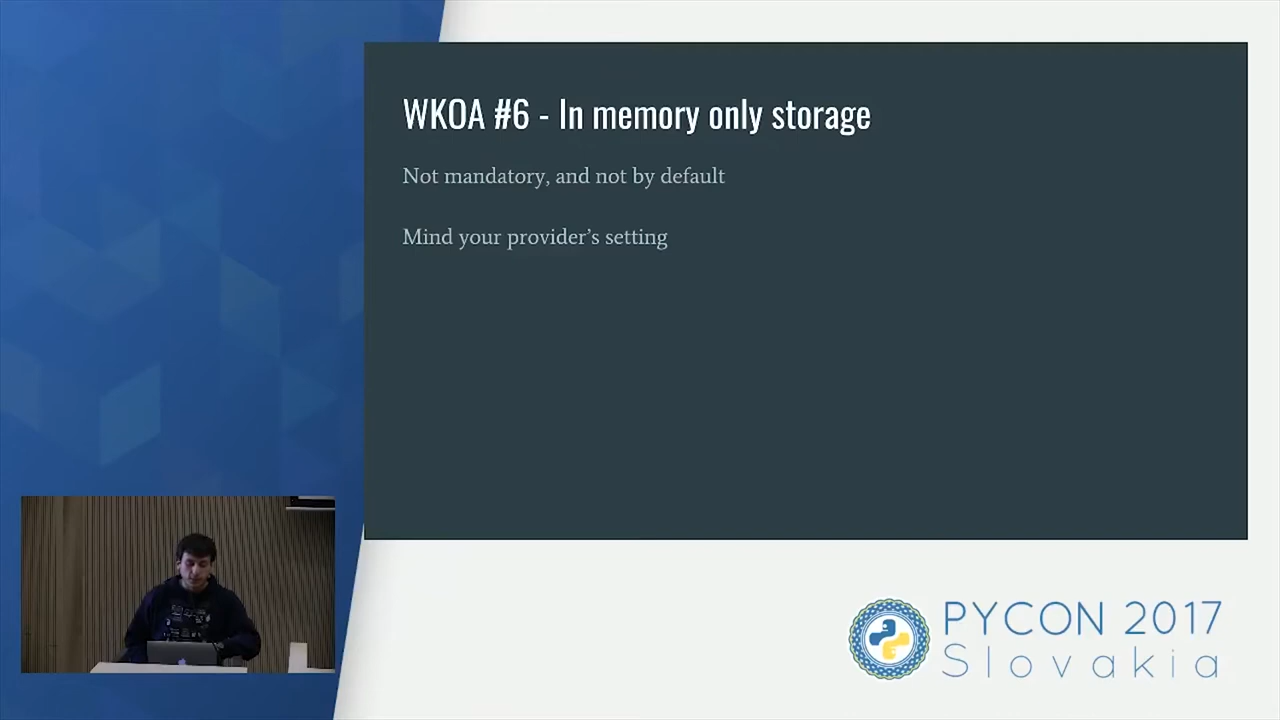 WKOA #6 - In memory only storage
Not mandatory, and not by default
Mind your provider's setting
PYCON 2017
Slovakia